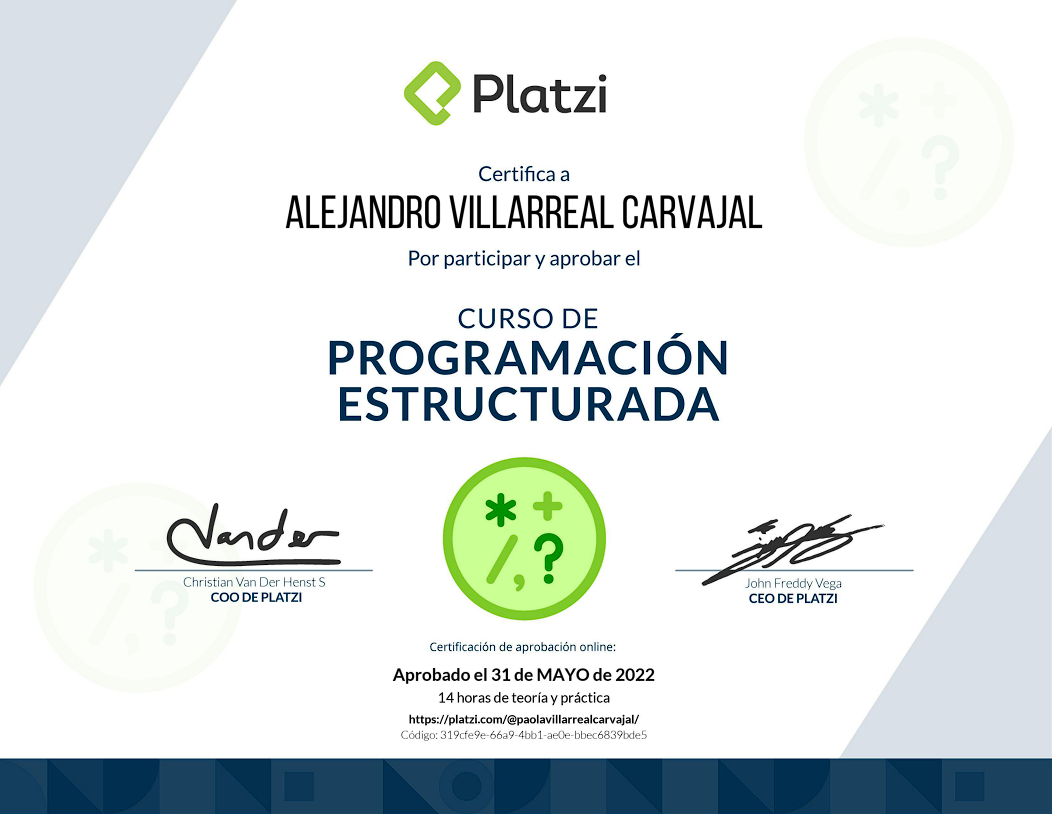 Platzi
Certifica a
ALEJANDRO VILLARREAL CARVAJAL
Por participar y aprobar el
CURSO DE
PROGRAMACIÓN
ESTRUCTURADA
Vander
Christian Van Der Henst S
COO DE PLATZI
John Freddy Vega
CEO DE PLATZI
Certificación de aprobación online:
Aprobado el 31 de MAYO de 2022
14 horas de teoría y práctica
https://platzi.com/@paolavillarrealcarvajal/
Código: 319cfe9e-66a9-4bb1-ae0e-bbec6839bde5